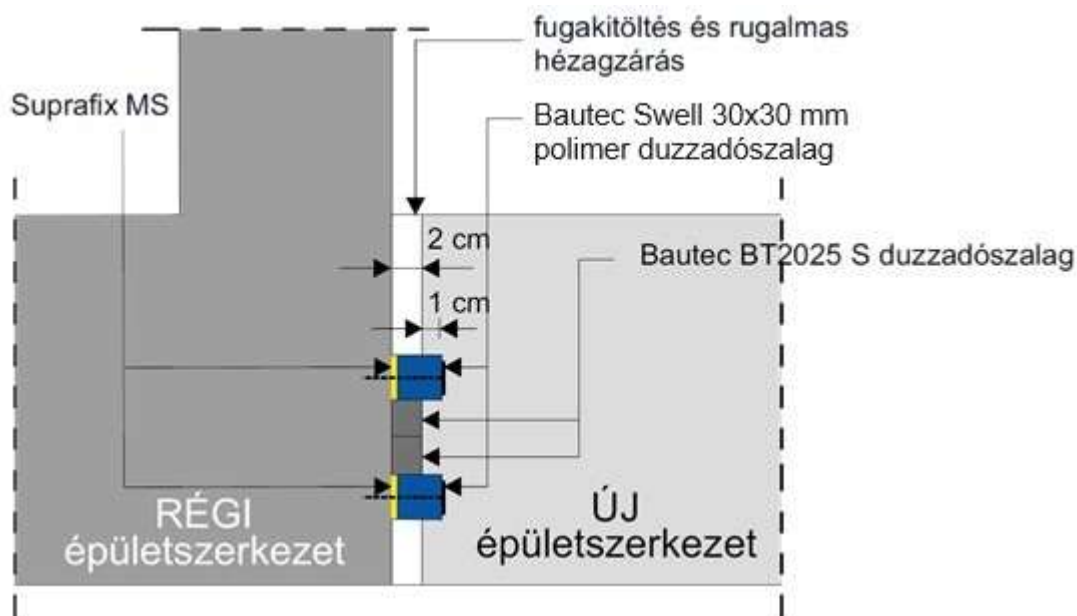 fugakitöltés és rugalmas
hézagzárás
Suprafix MS
Bautec Swell 30x30 mm
polimer duzzadószalag
2 cm
Bautec BT2025 S duzzadószalag
1 cm
RÉGI
épületszerkezet
ÚJ
épületszerkezet